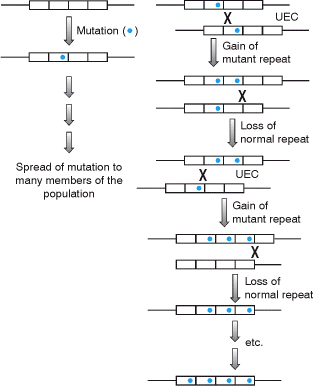 Mutation (•)
Spread of mutation to
many members of the
population
X
UEC
Gain of
mutant repeat
X
Loss of
normal repeat
X
UEC
Gain of
mutant repeat
X
Loss of
normal repeat
etc.